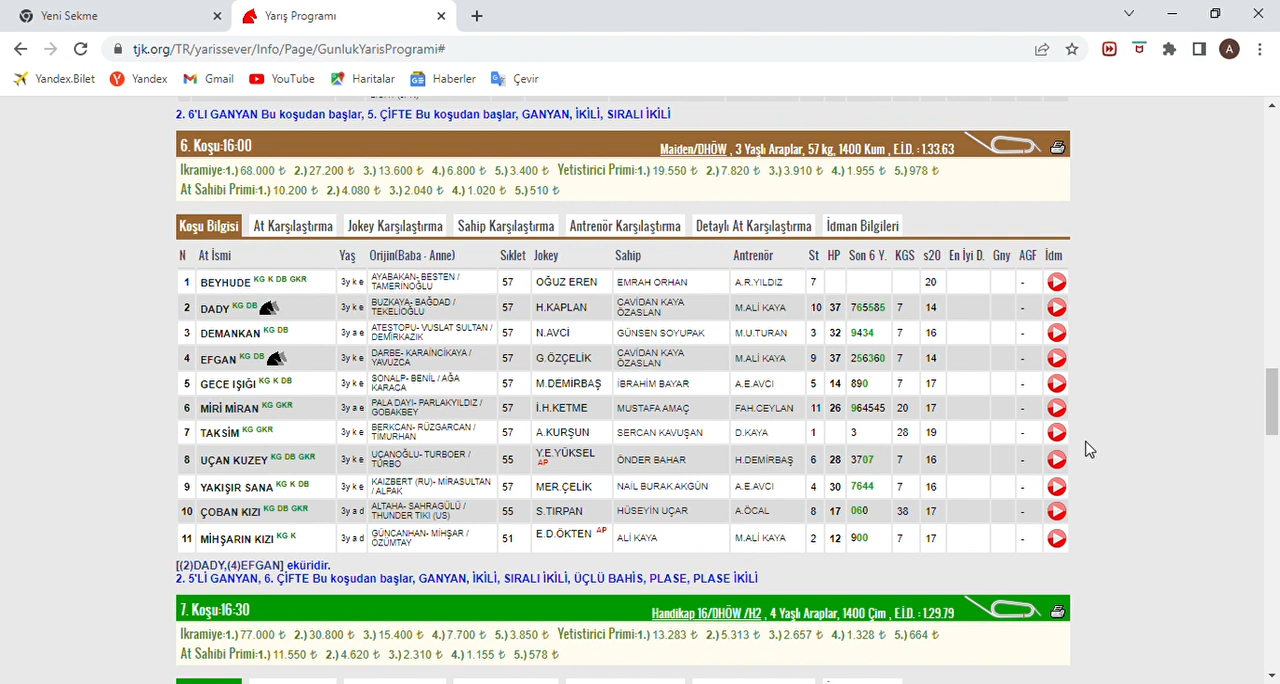 Yeni Sekme
Yarış Programı
tjk.org/TR/yarissever/Info/Page/GunlukYarisProgrami#
A
Yandex.Bilet Yandex Gmail YouTube Haritalar Haberler Çevir
2. 6'LI GANYAN Bu koşudan başlar, 5. ÇİFTE Bu koşudan başlar, GANYAN, İKİLİ, SIRALI İKİLİ
6. Koşu:16:00 Maiden/DHÖW , 3 Yaşlı Araplar, 57 kg, 1400 Kum , E.İ.D. : 1.33.63
Ikramiye:1.) 68.000 ₺ 2.) 27.200 ₺ 3.) 13.600 ₺ 4.) 6.800 ₺ 5.) 3.400 ₺ Yetistirici Primi:1.) 19.550 ₺ 2.) 7.820 ₺ 3.) 3.910 ₺ 4.) 1.955 ₺ 5.) 978 ₺
At Sahibi Primi:1.) 10.200 ₺ 2.) 4.080 ₺ 3.) 2.040 ₺ 4.) 1.020 ₺ 5.) 510 ₺
Koşu Bilgisi At Karşılaştırma Jokey Karşılaştırma Sahip Karşılaştırma Antrenör Karşılaştırma Detaylı At Karşılaştırma İdman Bilgileri
N At İsmi Yaş Orijin(Baba - Anne) Sıklet Jokey Sahip Antrenör St HP Son 6 Y. KGS s20 En İyi D. Gny AGF İdm
1 BEYHUDE KG K DB GKR 3y k e AYABAKAN- BESTEN / TAMERİNOĞLU 57 OĞUZ EREN EMRAH ORHAN A.R.YILDIZ 7 20 -
2 DADY KG DB 3y k e BUZKAYA- BAĞDAD / TEKELİOĞLU 57 H.KAPLAN CAVİDAN KAYA ÖZASLAN M.ALİ KAYA 10 37 765585 7 14 -
3 DEMANKAN KG DB 3y a e ATEŞTOPU- VUSLAT SULTAN / DEMİRKAZIK 57 N.AVCİ GÜNSEN SOYUPAK M.U.TURAN 3 32 9434 7 16 -
4 EFGAN KG DB 3y k e DARBE- KARAİNCİKAYA / YAVUZCA 57 G.ÖZÇELİK CAVİDAN KAYA ÖZASLAN M.ALİ KAYA 9 37 256360 7 14 -
5 GECE IŞIĞI KG K DB 3y k e SONALP- BENİL / AĞA KARACA 57 M.DEMİRBAŞ İBRAHİM BAYAR A.E.AVCI 5 14 890 7 17 -
6 MİRİ MİRAN KG GKR 3y a e PALA DAYI- PARLAKYILDIZ / GOBAKBEY 57 İ.H.KETME MUSTAFA AMAÇ FAH.CEYLAN 11 26 964545 20 17 -
7 TAKSİM KG GKR 3y k e BERKCAN- RÜZGARCAN / TİMURHAN 57 A.KURŞUN SERCAN KAVUŞAN D.KAYA 1 3 28 19 -
8 UÇAN KUZEY KG DB GKR 3y k e UÇANOĞLU- TURBOER / TÜRBO 55 Y.E.YÜKSEL AP ÖNDER BAHAR H.DEMİRBAŞ 6 28 3707 7 16 -
9 YAKIŞIR SANA KG K DB 3y k e KAIZBERT (RU)- MİRASULTAN / ALPAK 57 MER.ÇELİK NAİL BURAK AKGÜN A.E.AVCI 4 30 7644 7 16 -
10 ÇOBAN KIZI KG DB GKR 3y a d ALTAHA- SAHRAGÜLÜ / THUNDER TIKI (US) 55 S.TIRPAN HÜSEYİN UÇAR A.ÖCAL 8 17 060 38 17 -
11 MİHŞARIN KIZI KG K 3y a d GÜNCANHAN- MİHŞAR / ÖZÜMTAY 51 E.D.ÖKTEN AP ALİ KAYA M.ALİ KAYA 2 12 900 7 17 -
[(2)DADY,(4)EFGAN] eküridir.
2. 5'Lİ GANYAN, 6. ÇİFTE Bu koşudan başlar, GANYAN, İKİLİ, SIRALI İKİLİ, ÜÇLÜ BAHİS, PLASE, PLASE İKİLİ
7. Koşu:16:30 Handikap 16/DHÖW /H2 , 4 Yaşlı Araplar, 1400 Çim , E.İ.D. : 1.29.79
Ikramiye:1.) 77.000 ₺ 2.) 30.800 ₺ 3.) 15.400 ₺ 4.) 7.700 ₺ 5.) 3.850 ₺ Yetistirici Primi:1.) 13.283 ₺ 2.) 5.313 ₺ 3.) 2.657 ₺ 4.) 1.328 ₺ 5.) 664 ₺
At Sahibi Primi:1.) 11.550 ₺ 2.) 4.620 ₺ 3.) 2.310 ₺ 4.) 1.155 ₺ 5.) 578 ₺